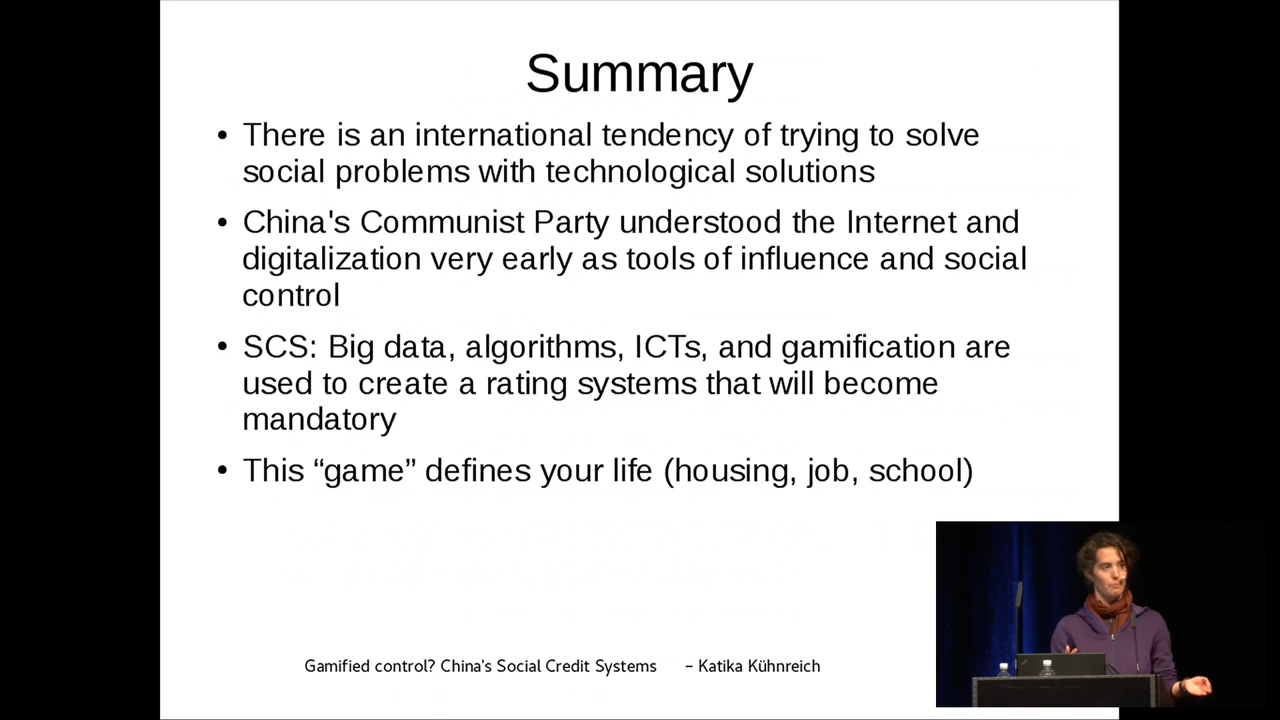 Summary
• There is an international tendency of trying to solve
social problems with technological solutions
• China's Communist Party understood the Internet and
digitalization very early as tools of influence and social
control
• SCS: Big data, algorithms, ICTs, and gamification are
used to create a rating systems that will become
mandatory
• This “game” defines your life (housing, job, school)
Gamified control? China's Social Credit Systems – Katika Kühnreich